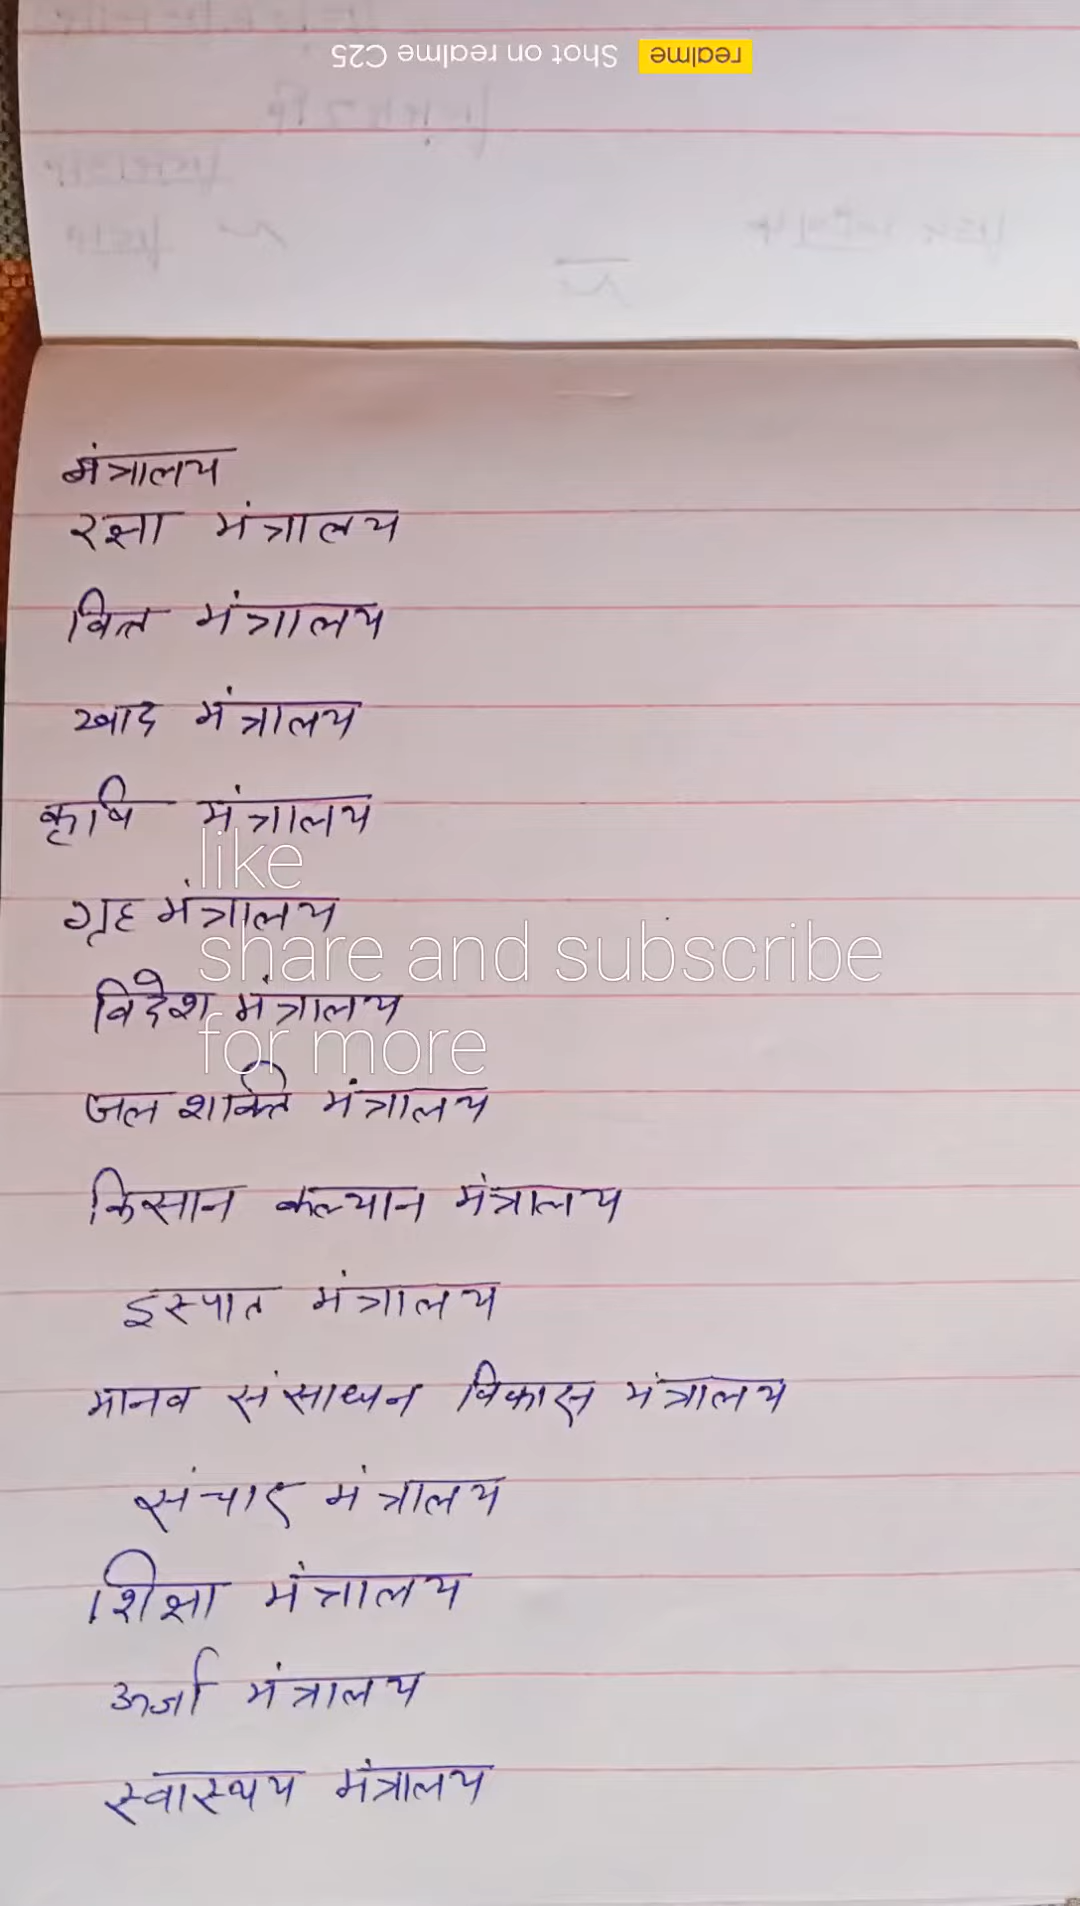 realme Shot on realme C25
मंत्रालय
रक्षा मंत्रालय
वित्त मंत्रालय
खाद मंत्रालय
कृषि मंत्रालय
like
गृह मंत्रालय
share and subscribe
विदेश मंत्रालय
for more
जल शक्ति मंत्रालय
किसान कल्यान मंत्रालय
इस्पात मंत्रालय
मानव संसाधन विकास मंत्रालय
संचार मंत्रालय
शिक्षा मंत्रालय
ऊर्जा मंत्रालय
स्वास्थय मंत्रालय